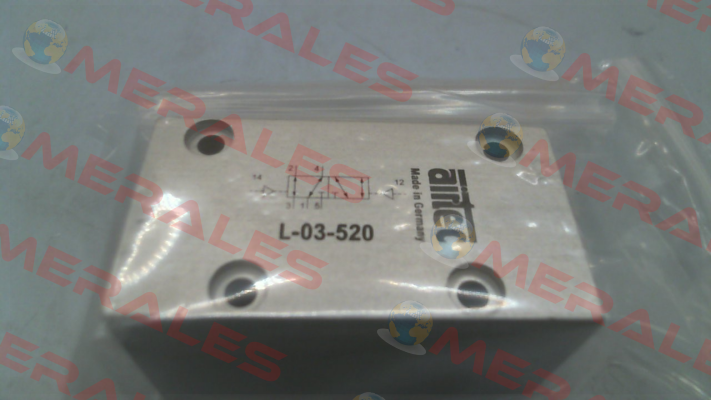 MERALES
2 4
14 12
3 1 5
L-03-520
airtec
Made in Germany